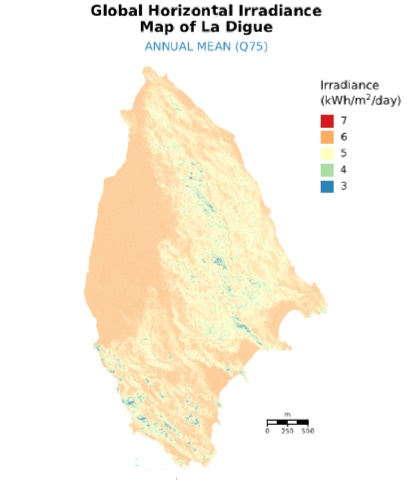 Global Horizontal Irradiance
Map of La Digue
ANNUAL MEAN (Q75)
Irradiance
(kWh/m²/day)
7
6
5
4
3
m
0 250 500